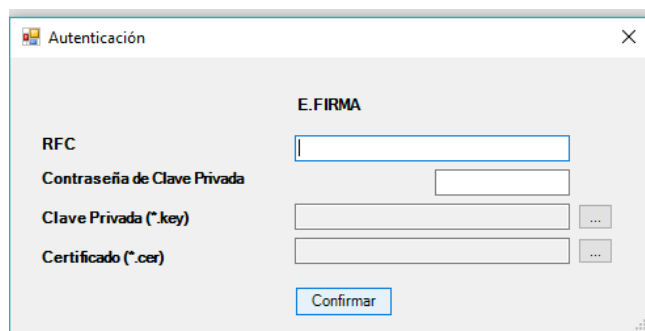 Autenticación
E.FIRMA
RFC
Contraseña de Clave Privada
Clave Privada (*.key)
...
Certificado (*.cer)
...
Confirmar